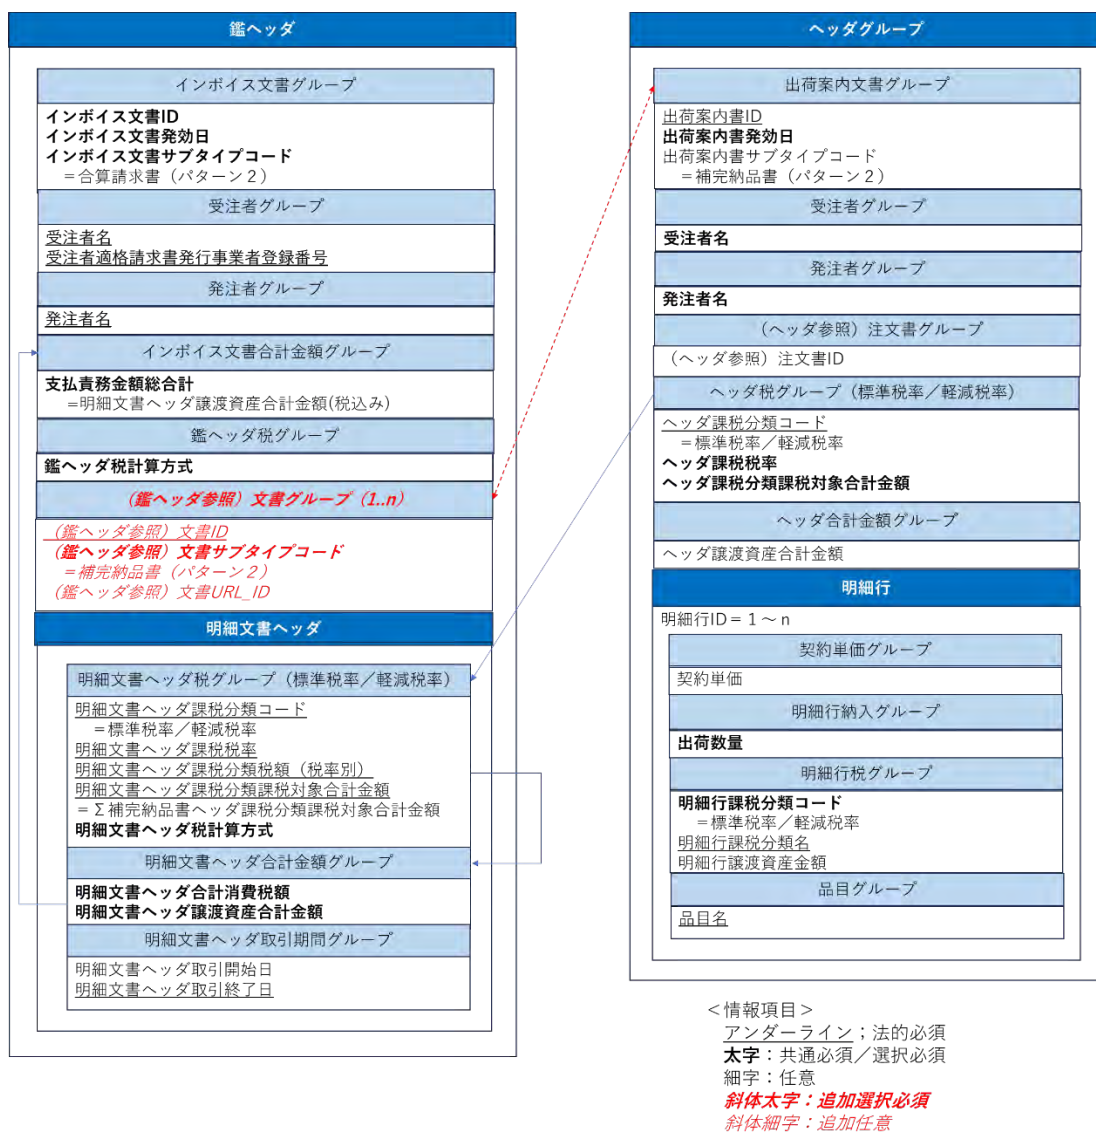 鑑ヘッダ
インボイス文書グループ
インボイス文書ID
インボイス文書発効日
インボイス文書サブタイプコード
＝合算請求書（パターン２）
受注者グループ
受注者名
受注者適格請求書発行事業者登録番号
発注者グループ
発注者名
インボイス文書合計金額グループ
支払責務金額総合計
=明細文書ヘッダ譲渡資産合計金額(税込み)
鑑ヘッダ税グループ
鑑ヘッダ税計算方式
（鑑ヘッダ参照）文書グループ（1..n）
（鑑ヘッダ参照）文書ID
（鑑ヘッダ参照）文書サブタイプコード
＝補完納品書（パターン２）
（鑑ヘッダ参照）文書URL_ID
明細文書ヘッダ
明細文書ヘッダ税グループ（標準税率／軽減税率）
明細文書ヘッダ課税分類コード
＝標準税率／軽減税率
明細文書ヘッダ課税税率
明細文書ヘッダ課税分類税額（税率別）
明細文書ヘッダ課税分類課税対象合計金額
＝Σ補完納品書ヘッダ課税分類課税対象合計金額
明細文書ヘッダ税計算方式
明細文書ヘッダ合計金額グループ
明細文書ヘッダ合計消費税額
明細文書ヘッダ譲渡資産合計金額
明細文書ヘッダ取引期間グループ
明細文書ヘッダ取引開始日
明細文書ヘッダ取引終了日
ヘッダグループ
出荷案内文書グループ
出荷案内書ID
出荷案内書発効日
出荷案内書サブタイプコード
＝補完納品書（パターン２）
受注者グループ
受注者名
発注者グループ
発注者名
（ヘッダ参照）注文書グループ
（ヘッダ参照）注文書ID
ヘッダ税グループ（標準税率／軽減税率）
ヘッダ課税分類コード
＝標準税率／軽減税率
ヘッダ課税税率
ヘッダ課税分類課税対象合計金額
ヘッダ合計金額グループ
ヘッダ譲渡資産合計金額
明細行
明細行ID＝１～ｎ
契約単価グループ
契約単価
明細行納入グループ
出荷数量
明細行税グループ
明細行課税分類コード
＝標準税率／軽減税率
明細行課税分類名
明細行譲渡資産金額
品目グループ
品目名
＜情報項目＞
アンダーライン；法的必須
太字：共通必須／選択必須
細字：任意
斜体太字：追加選択必須
斜体細字：追加任意